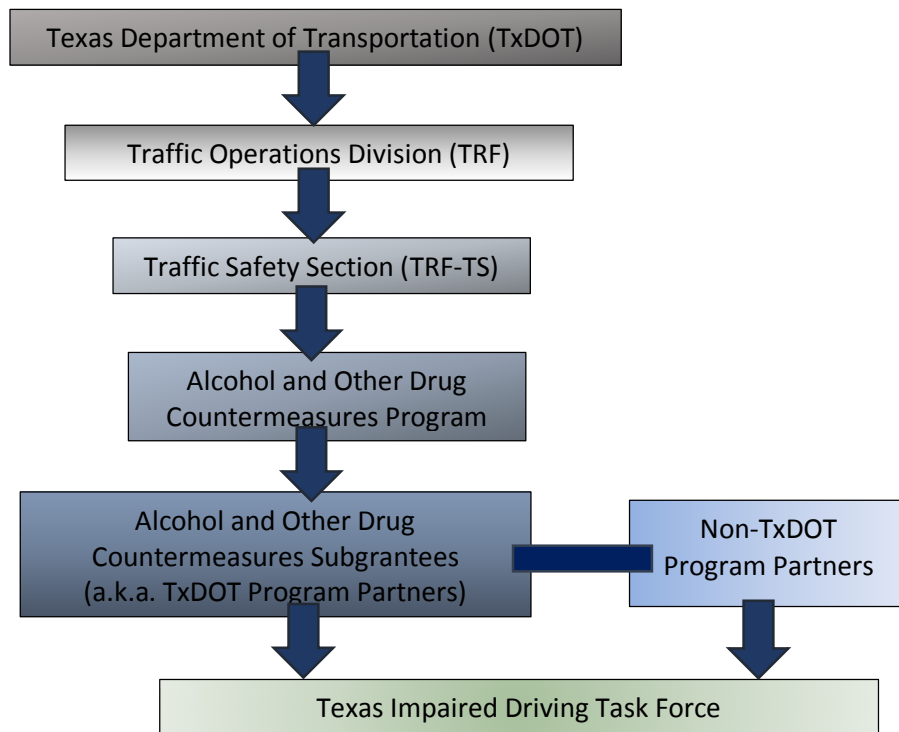 Texas Department of Transportation (TxDOT)
Traffic Operations Division (TRF)
Traffic Safety Section (TRF-TS)
Alcohol and Other Drug
Countermeasures Program
Alcohol and Other Drug
Countermeasures Subgrantees
(a.k.a. TxDOT Program Partners)
Non-TxDOT
Program Partners
Texas Impaired Driving Task Force